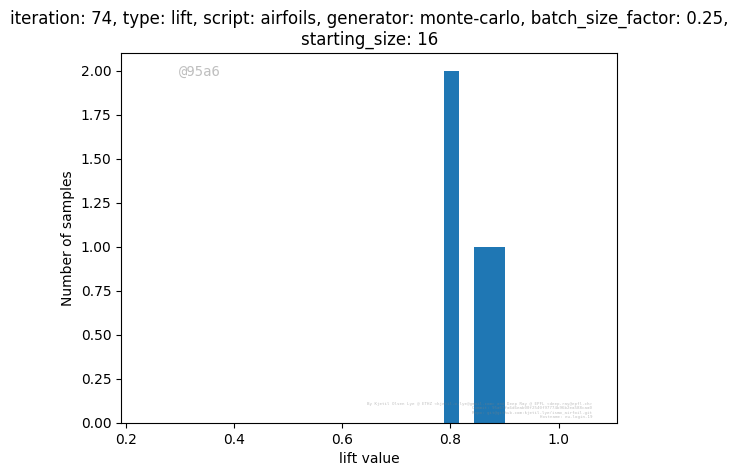 iteration: 74, type: lift, script: airfoils, generator: monte-carlo, batch_size_factor: 0.25,
starting_size: 16
@95a6
2.00
1.75
1.50
1.25
1.00
0.75
0.50
0.25
0.00
Number of samples
0.2
0.4
0.6
0.8
1.0
lift value